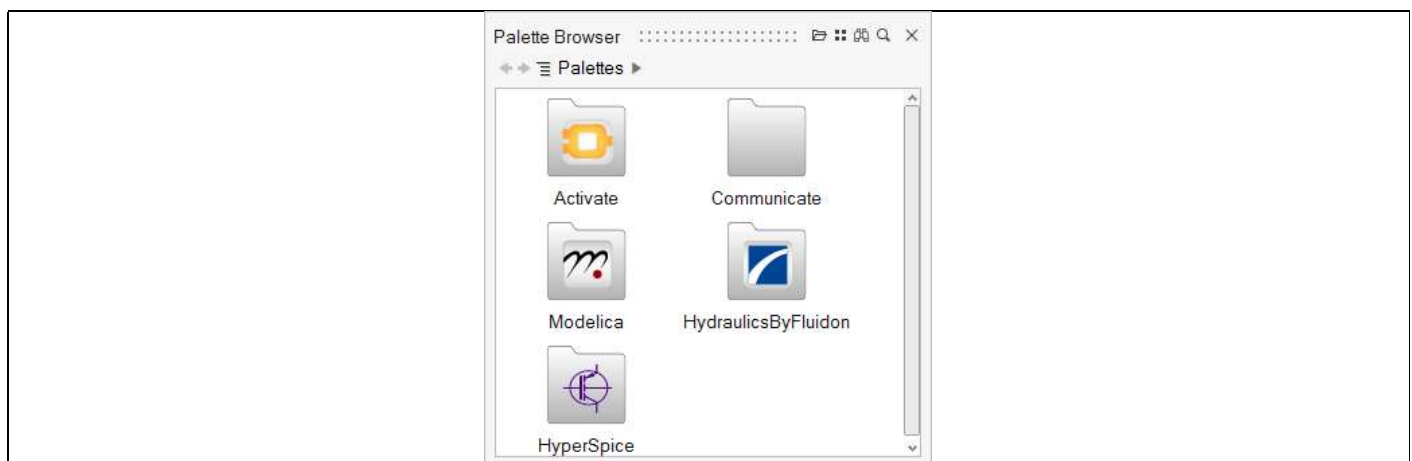 Palette Browser
Palettes
Activate Communicate
Modelica HydraulicsByFluidon
HyperSpice